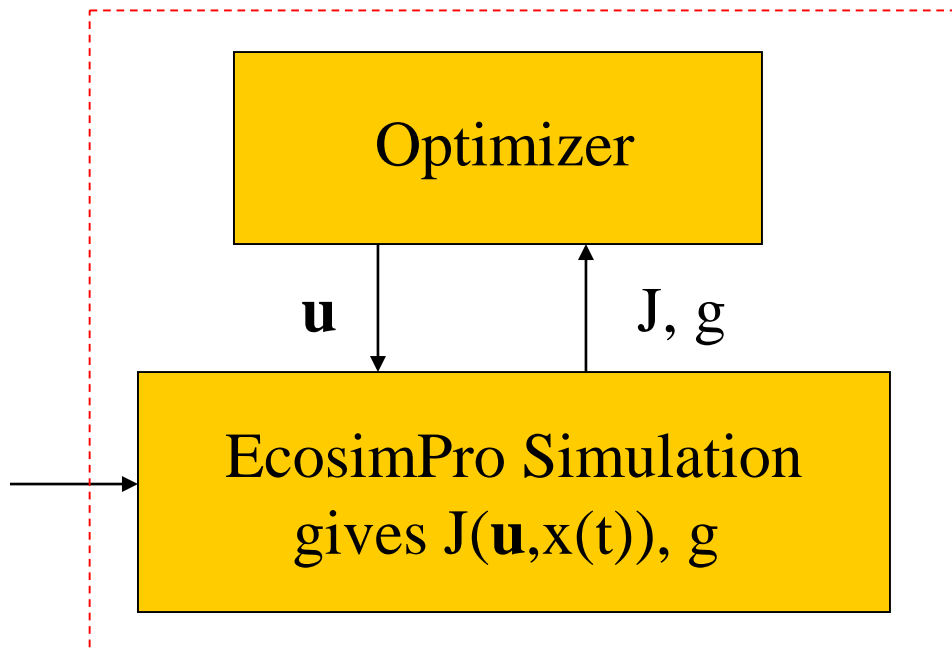 Optimizer
u
J, g
EcosimPro Simulation
gives J(u,x(t)), g